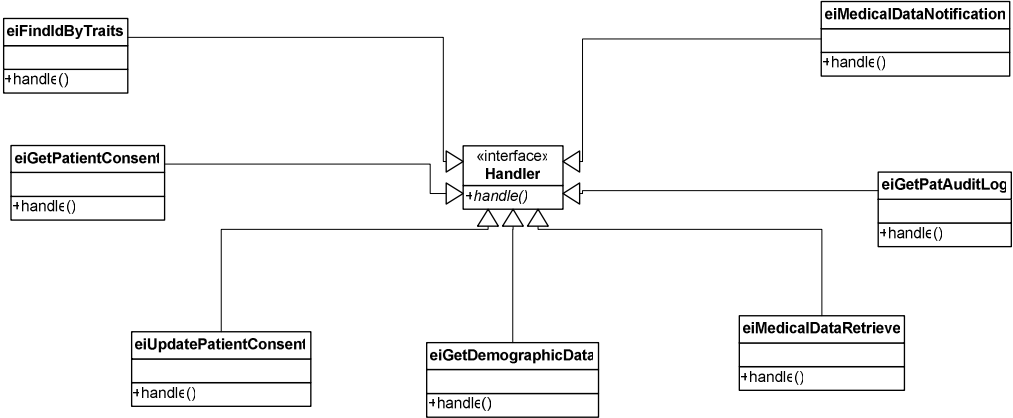 eiFindIdByTraits
+handle()
eiMedicalDataNotification
+handle()
eiGetPatientConsent
+handle()
«interface»
Handler
+handle()
eiGetPatAuditLog
+handle()
eiUpdatePatientConsent
+handle()
eiGetDemographicData
+handle()
eiMedicalDataRetrieve
+handle()